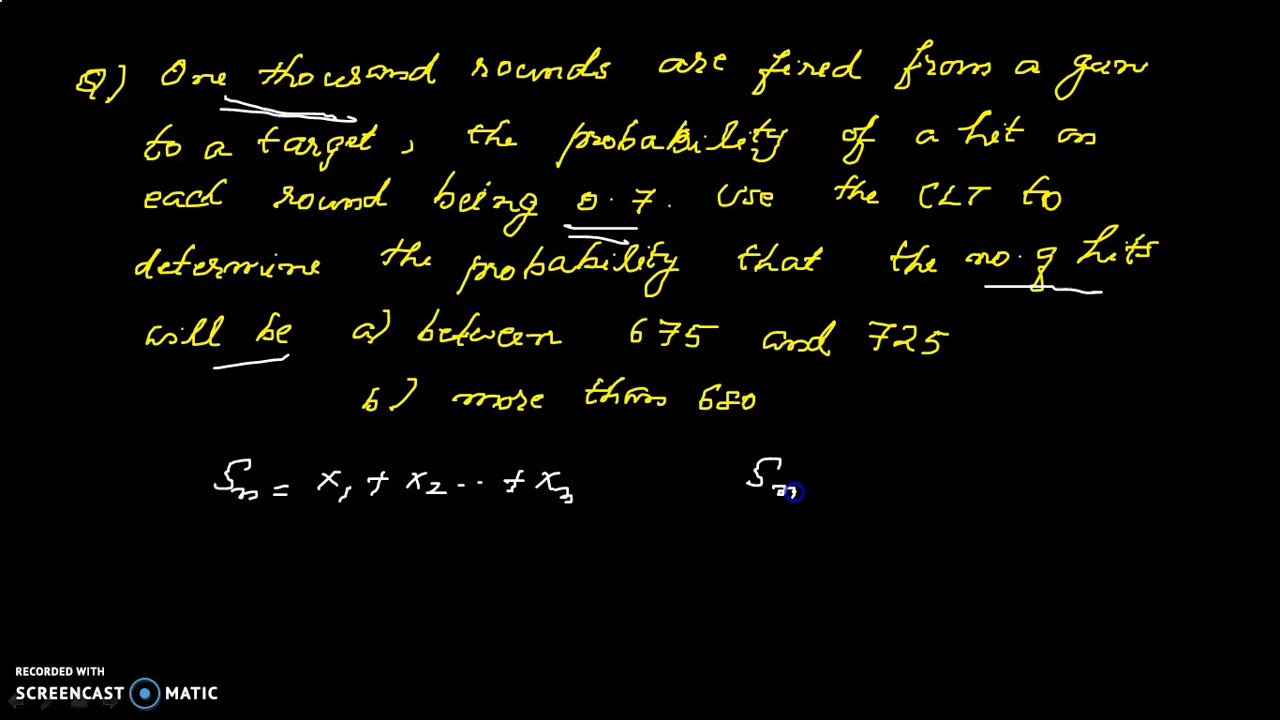 Q) One thousand rounds are fired from a gun
to a target, the probability of a hit on
each round being 0.7. Use the CLT to
determine the probability that the no. of hits
will be a) between 675 and 725
b) more than 680
Sn = x1 + x2 .. + xn Sn
RECORDED WITH
SCREENCAST MATIC